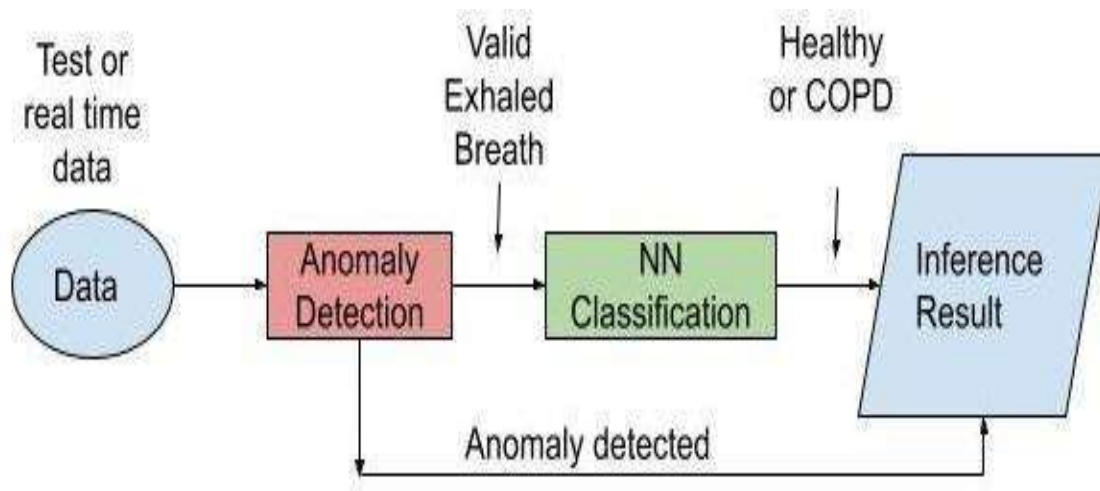 Test or
real time
data
Data
Anomaly
Detection
Valid
Exhaled
Breath
NN
Classification
Healthy
or COPD
Inference
Result
Anomaly detected